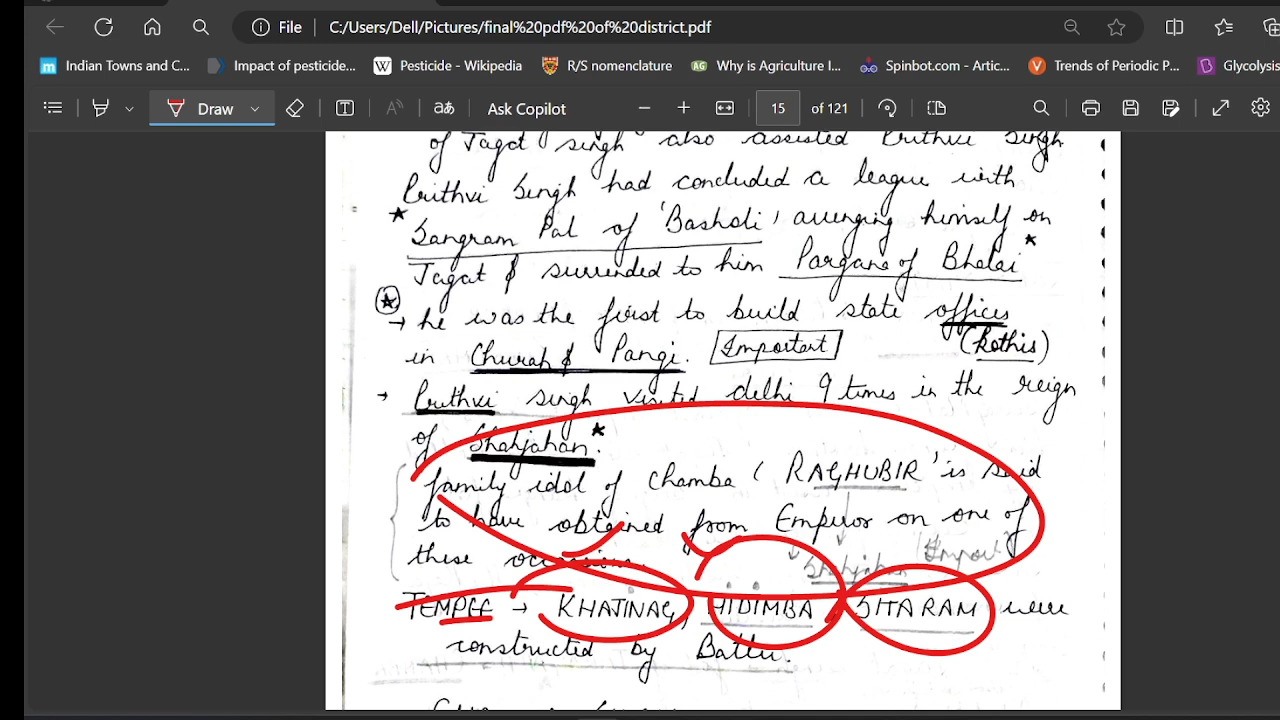 File C:/Users/Dell/Pictures/final%20pdf%20of%20district.pdf
Indian Towns and C... Impact of pesticide... Pesticide - Wikipedia R/S nomenclature Why is Agriculture I... Spinbot.com - Artic... Trends of Periodic P... Glycolysis
Draw Ask Copilot 15 of 121
of Jagat singh also assisted Prithvi Singh
Prithvi Singh had concluded a league with
Sangram Pal of 'Basholi', avenging himself on
Jagat & surrended to him Pargana of Bhalai
→ he was the first to build state offices
in Churah & Pangi. Important (kothis)
→ Prithvi singh visited delhi 9 times in the reign
of Shahjahan.
family idol of Chamba ( RAGHUBIR' is said
to have obtained from Emperor on one of
these occasions. Shahjahan
TEMPLE → KHATINAG, HIDIMBA, were
constructed by Battu.